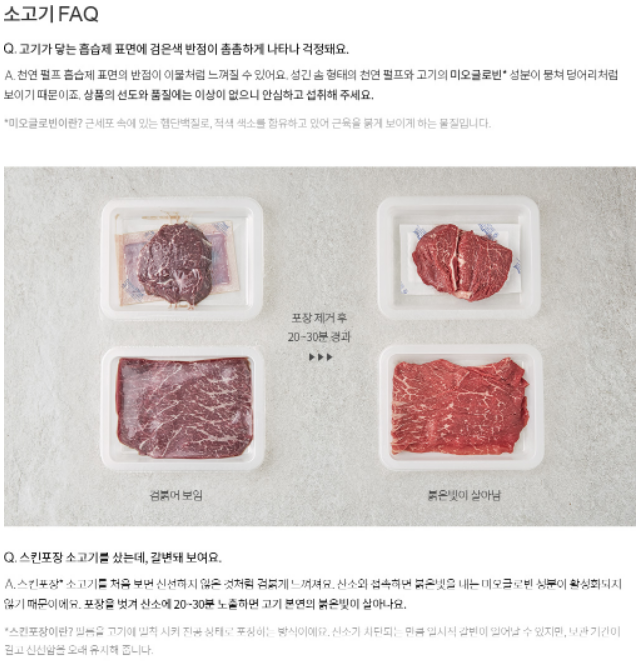 소고기 FAQ
Q. 고기가 닿는 흡습제 표면에 검은색 반점이 촘촘하게 나타나 걱정돼요.
A. 천연 펄프 흡습제 표면의 반점이 이물처럼 느껴질 수 있어요. 성긴 솜 형태의 천연 펄프와 고기의 미오글로빈* 성분이 뭉쳐 덩어리처럼
보이기 때문이죠. 상품의 선도와 품질에는 이상이 없으니 안심하고 섭취해 주세요.
*미오글로빈이란? 근세포 속에 있는 헴단백질로, 적색 색소를 함유하고 있어 근육을 붉게 보이게 하는 물질입니다.
포장 제거 후
20~30분 경과
검붉어 보임
붉은빛이 살아남
Q. 스킨포장 소고기를 샀는데, 갈변돼 보여요.
A. 스킨포장* 소고기를 처음 보면 신선하지 않은 것처럼 검붉게 느껴져요. 산소와 접속하면 붉은빛을 내는 미오글로빈 성분이 활성화되지
않기 때문이에요. 포장을 벗겨 산소에 20~30분 노출하면 고기 본연의 붉은빛이 살아나요.
*스킨포장이란? 필름을 고기에 밀착 시켜 진공 상태로 포장하는 방식이에요. 산소가 차단되는 만큼 일시적 갈변이 일어날 수 있지만, 보관 기간이
길고 신선함을 오래 유지해 줍니다.